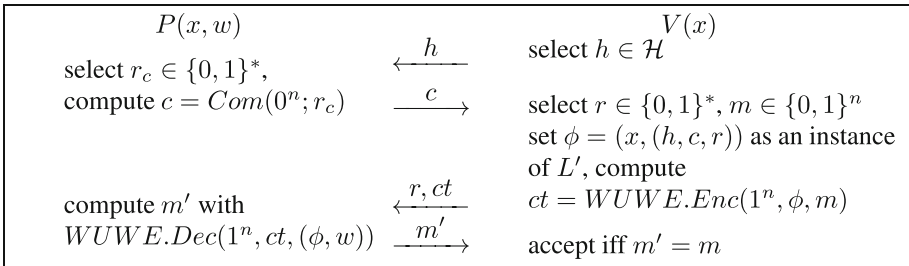 P(x, w) V(x)
h select h ∈ ℋ
select r_c ∈ {0, 1}*,
compute c = Com(0^n; r_c) c select r ∈ {0, 1}*, m ∈ {0, 1}^n
set ϕ = (x, (h, c, r)) as an instance
of L′, compute
compute m′ with r, ct ct = WUWE.Enc(1^n, ϕ, m)
WUWE.Dec(1^n, ct, (ϕ, w)) m′ accept iff m′ = m